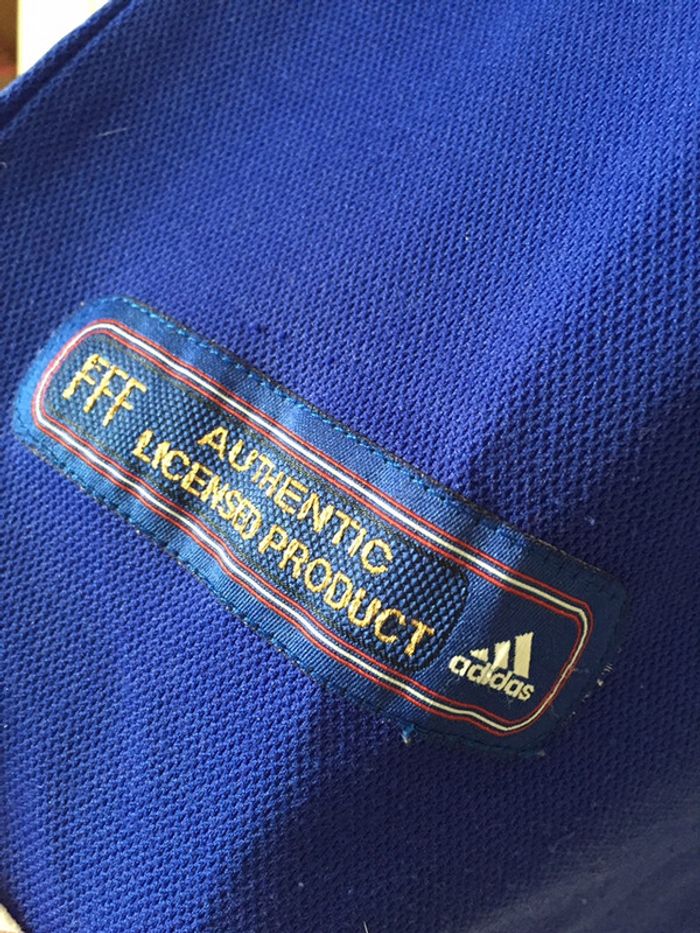 FFF
AUTHENTIC
LICENSED PRODUCT
adidas